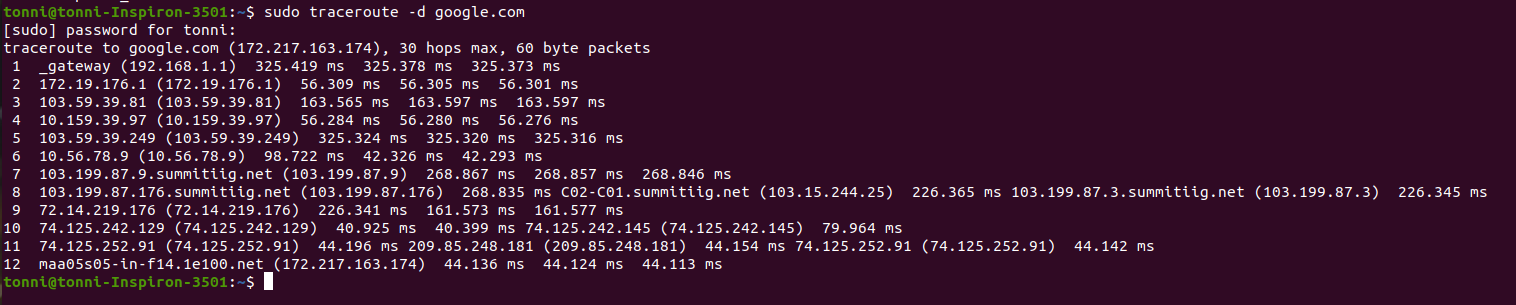 tonni@tonni-Inspiron-3501:~$ sudo traceroute -d google.com
[sudo] password for tonni:
traceroute to google.com (172.217.163.174), 30 hops max, 60 byte packets
 1  _gateway (192.168.1.1)  325.419 ms  325.378 ms  325.373 ms
 2  172.19.176.1 (172.19.176.1)  56.309 ms  56.305 ms  56.301 ms
 3  103.59.39.81 (103.59.39.81)  163.565 ms  163.597 ms  163.597 ms
 4  10.159.39.97 (10.159.39.97)  56.284 ms  56.280 ms  56.276 ms
 5  103.59.39.249 (103.59.39.249)  325.324 ms  325.320 ms  325.316 ms
 6  10.56.78.9 (10.56.78.9)  98.722 ms  42.326 ms  42.293 ms
 7  103.199.87.9.summitiig.net (103.199.87.9)  268.867 ms  268.857 ms  268.846 ms
 8  103.199.87.176.summitiig.net (103.199.87.176)  268.835 ms C02-C01.summitiig.net (103.15.244.25)  226.365 ms 103.199.87.3.summitiig.net (103.199.87.3)  226.345 ms
 9  72.14.219.176 (72.14.219.176)  226.341 ms  161.573 ms  161.577 ms
10  74.125.242.129 (74.125.242.129)  40.925 ms  40.399 ms 74.125.242.145 (74.125.242.145)  79.964 ms
11  74.125.252.91 (74.125.252.91)  44.196 ms 209.85.248.181 (209.85.248.181)  44.154 ms 74.125.252.91 (74.125.252.91)  44.142 ms
12  maa05s05-in-f14.1e100.net (172.217.163.174)  44.136 ms  44.124 ms  44.113 ms
tonni@tonni-Inspiron-3501:~$